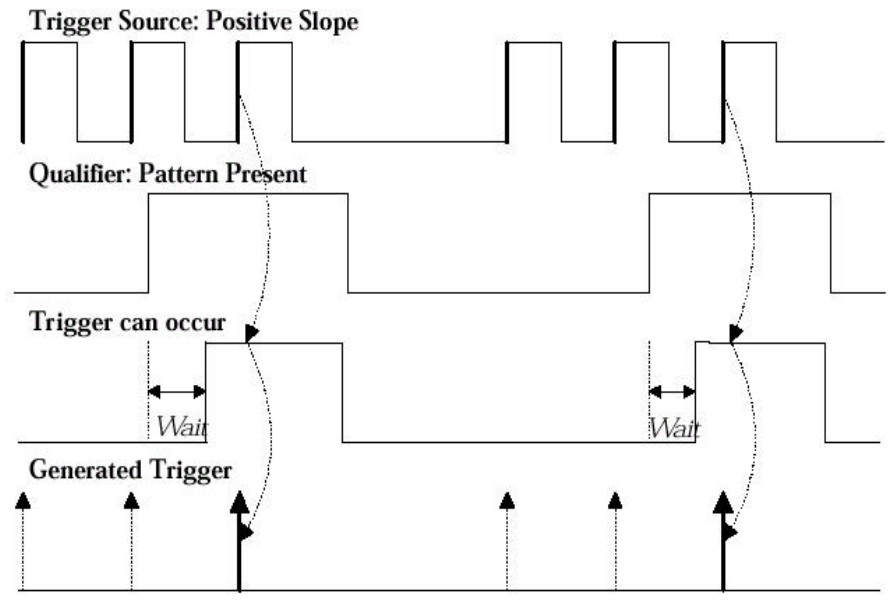 Trigger Source: Positive Slope
Qualifier: Pattern Present
Trigger can occur
Wait
Wait
Generated Trigger